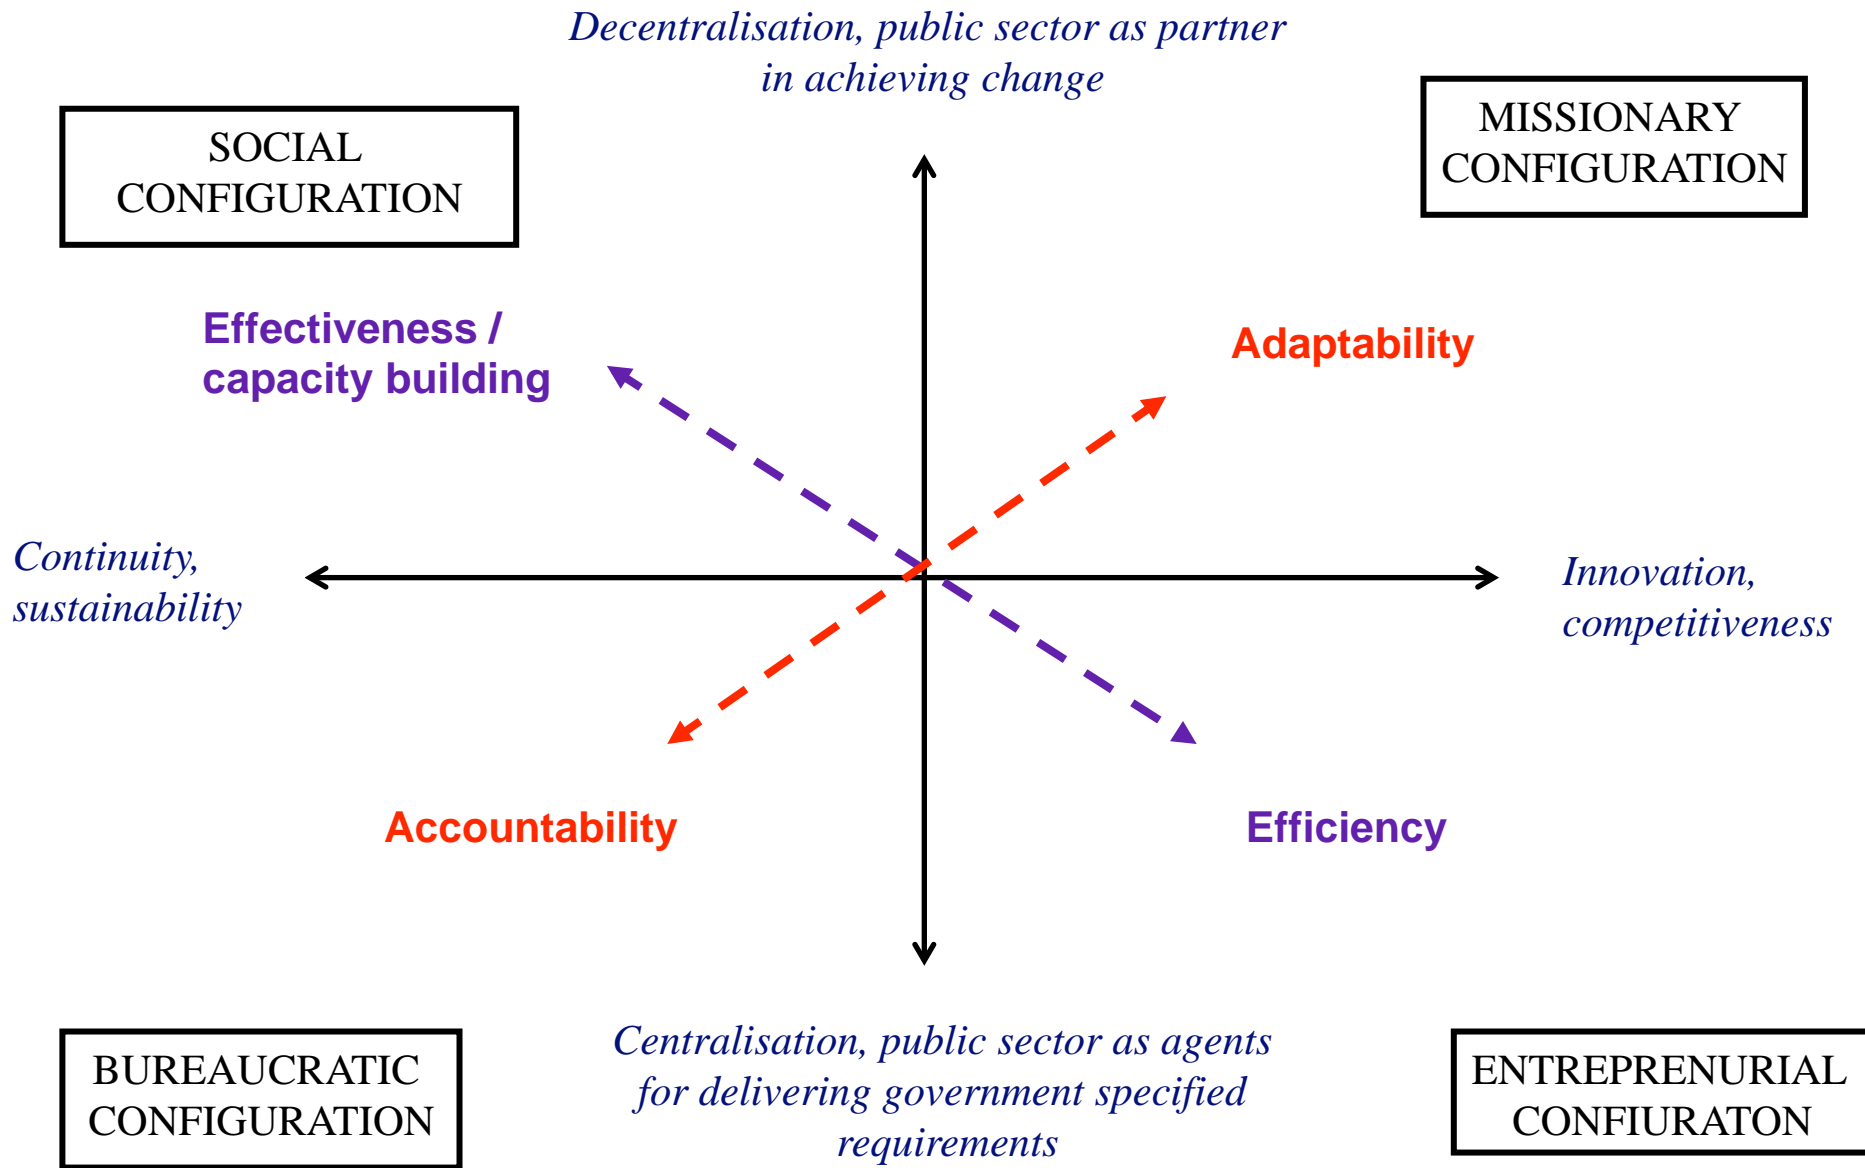 Decentralisation, public sector as partner
in achieving change
SOCIAL
CONFIGURATION
MISSIONARY
CONFIGURATION
Effectiveness /
capacity building
Adaptability
Continuity,
sustainability
Innovation,
competitiveness
Accountability
Efficiency
BUREAUCRATIC
CONFIGURATION
Centralisation, public sector as agents
for delivering government specified
requirements
ENTREPRENURIAL
CONFIURATON